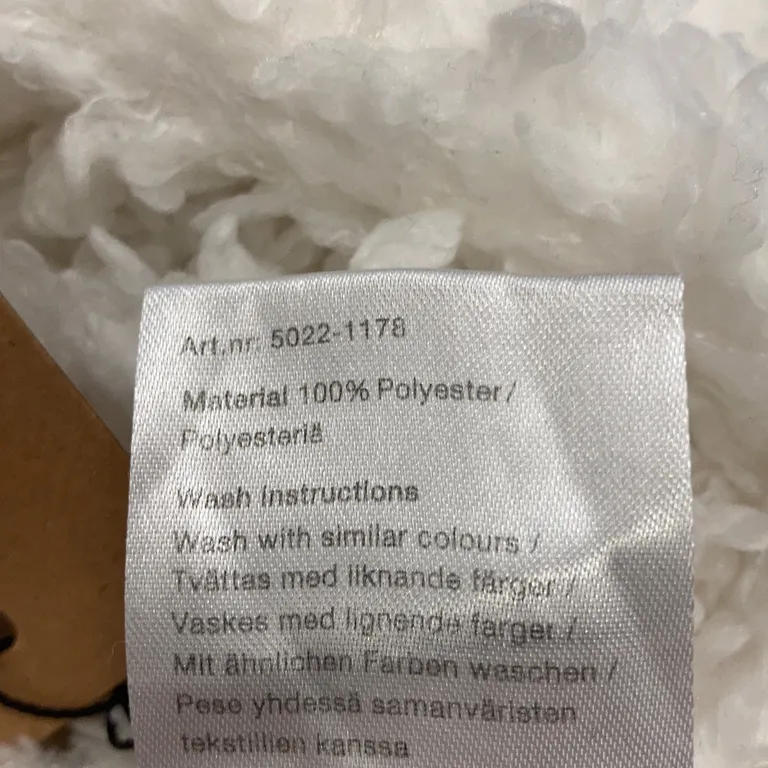 Art.nr: 5022-1178
Material 100% Polyester/
Polyesteriä
Wash instructions
Wash with similar colours /
Tvättas med liknande färger /
Vaskes med lignende farger /
Mit ähnlichen Farben waschen /
Pese yhdessä samanväristen
tekstiilien kanssa